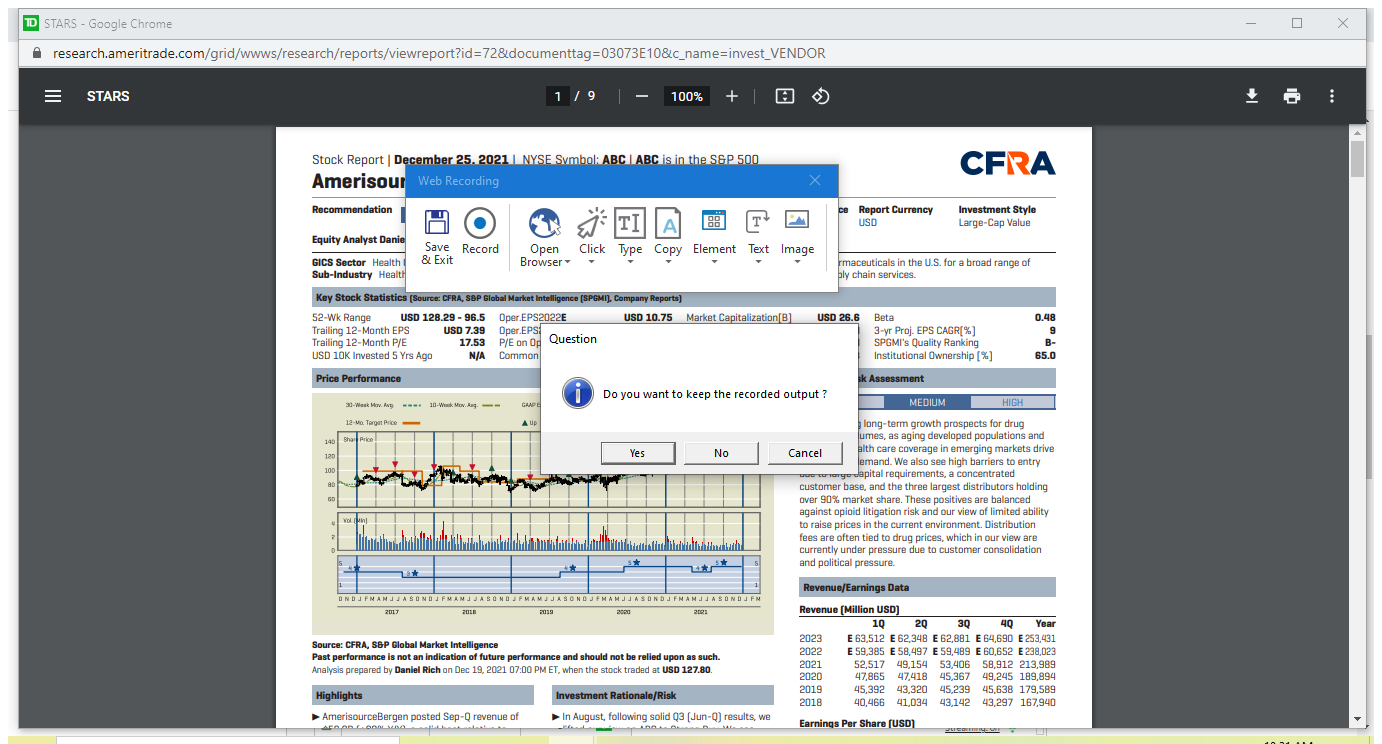 STARS - Google Chrome
research.ameritrade.com/grid/wwws/research/reports/viewreport?id=72&documenttag=03073E10&c_name=invest_VENDOR
STARS
1 / 9
100%
Stock Report | December 25, 2021 | NYSE Symbol: ABC | ABC is in the S&P 500
CFRA
Web Recording
Save & Exit
Record
Open Browser
Click
Type
Copy
Element
Text
Image
Recommendation
Report Currency
USD
Investment Style
Large-Cap Value
Equity Analyst
GICS Sector
in the U.S. for a broad range of
Sub-Industry
chain services.
Key Stock Statistics (Source: CFRA, S&P Global Market Intelligence (SPGMI), Company Reports)
52-Wk Range USD 128.29 - 96.5 Oper.EPS2022E USD 10.75 Market Capitalization[B] USD 26.6 Beta 0.48
Trailing 12-Month EPS USD 7.39 3-yr Proj. EPS CAGR[%] 9
Trailing 12-Month P/E 17.53 P/E on SPGMI's Quality Ranking B-
USD 10K Invested 5 Yrs Ago N/A Common Institutional Ownership [%] 65.0
Question
Do you want to keep the recorded output ?
Yes
No
Cancel
Price Performance
Assessment
MEDIUM
HIGH
30-Week Mov. Avg. 10-Week Mov. Avg. GAAP
12-Mo. Target Price Up
Share Price
140
120
100
80
60
Vol. [Mln]
4
2
0
5
1
4★
3★
4★
5★
4★
5★
5
1
O N D J F M A M J J A S O N D J F M A M J J A S O N D J F M A M J J A S O N D J F M A M J J A S O N D J F M A M J J A S O N D J F M
2017 2018 2019 2020 2021
Source: CFRA, S&P Global Market Intelligence
Past performance is not an indication of future performance and should not be relied upon as such.
Analysis prepared by Daniel Rich on Dec 19, 2021 07:00 PM ET, when the stock traded at USD 127.80.
Highlights
▶ AmerisourceBergen posted Sep-Q revenue of
Investment Rationale/Risk
▶ In August, following solid Q3 (Jun-Q) results, we
long-term growth prospects for drug
as aging developed populations and
care coverage in emerging markets drive
We also see high barriers to entry
due to large capital requirements, a concentrated
customer base, and the three largest distributors holding
over 90% market share. These positives are balanced
against opioid litigation risk and our view of limited ability
to raise prices in the current environment. Distribution
fees are often tied to drug prices, which in our view are
currently under pressure due to customer consolidation
and political pressure.
Revenue/Earnings Data
Revenue (Million USD)
1Q 2Q 3Q 4Q Year
2023 E 63,512 E 62,348 E 62,881 E 64,690 E 253,431
2022 E 59,385 E 58,497 E 59,489 E 60,652 E 238,023
2021 52,517 49,154 53,406 58,912 213,989
2020 47,865 47,418 45,367 49,245 189,894
2019 45,392 43,320 45,239 45,638 179,589
2018 40,466 41,034 43,142 43,297 167,940
Earnings Per Share (USD)